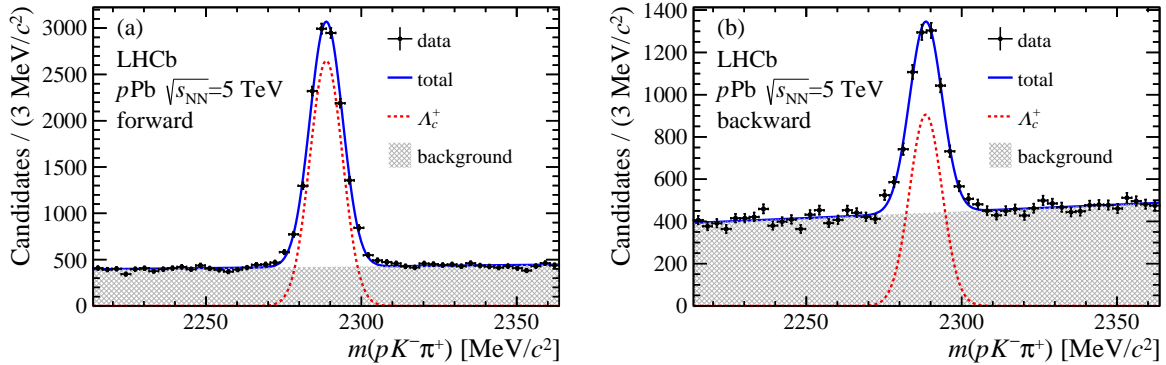 Candidates / (3 MeV/c²)
3000
2500
2000
1500
1000
500
0
(a)
LHCb
pPb √sNN=5 TeV
forward
data
total
Λc+
background
2250 2300 2350
m(pK⁻π⁺) [MeV/c²]
Candidates / (3 MeV/c²)
1400
1200
1000
800
600
400
200
0
(b)
LHCb
pPb √sNN=5 TeV
backward
data
total
Λc+
background
2250 2300 2350
m(pK⁻π⁺) [MeV/c²]